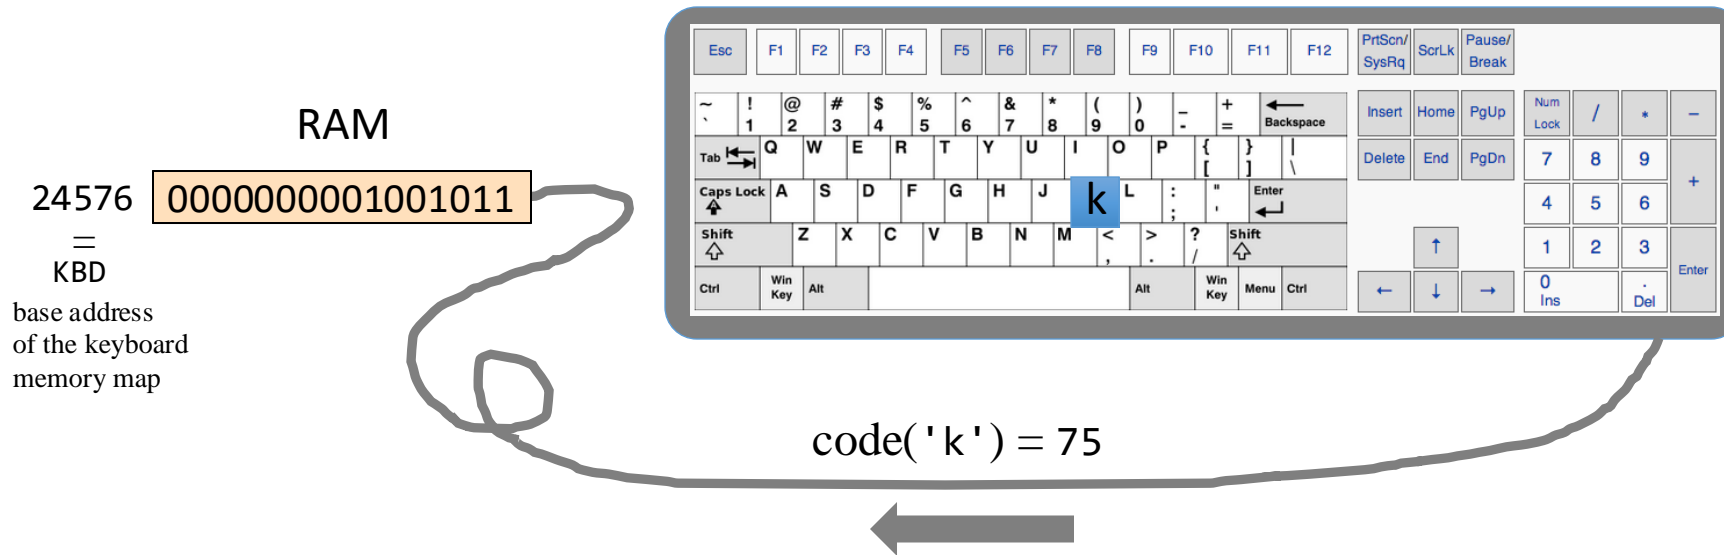 RAM
24576 0000000001001011
=
KBD
base address
of the keyboard
memory map
Esc F1 F2 F3 F4 F5 F6 F7 F8 F9 F10 F11 F12 PrtScn/ SysRq ScrLk Pause/ Break
~ ` ! 1 @ 2 # 3 $ 4 % 5 ^ 6 & 7 * 8 ( 9 ) 0 _ - + = Backspace Insert Home PgUp Num Lock / * -
Tab Q W E R T Y U I O P { [ } ] | \ Delete End PgDn 7 8 9 +
Caps Lock A S D F G H J k L : ; " ' Enter 4 5 6
Shift Z X C V B N M < , > . ? / Shift ↑ 1 2 3 Enter
Ctrl Win Key Alt Alt Win Key Menu Ctrl ← ↓ → 0 Ins . Del
code('k') = 75